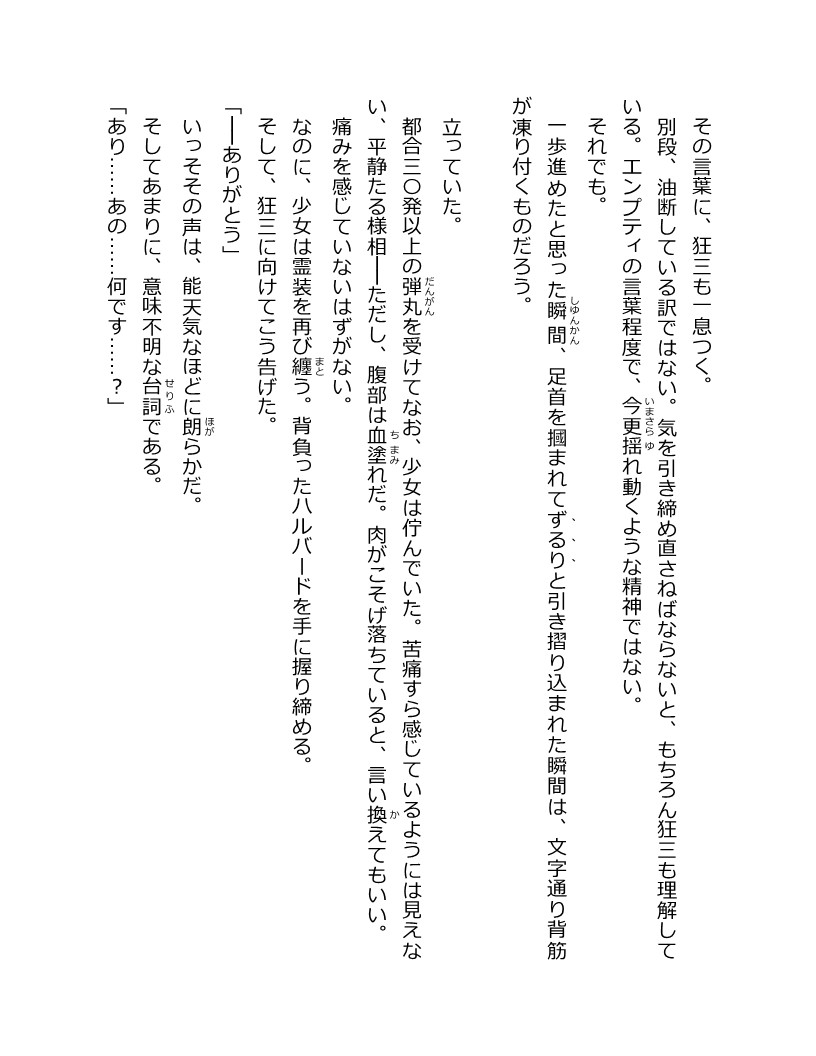 その言葉に、狂三も一息つく。
別段、油断している訳ではない。気を引き締め直さねばならないと、もちろん狂三も理解して
いる。エンプティの言葉程度で、今更揺れ動くような精神ではない。
それでも。
一歩進めたと思った瞬間、足首を摑まれてずるりと引き摺り込まれた瞬間は、文字通り背筋
が凍り付くものだろう。
立っていた。
都合三〇発以上の弾丸を受けてなお、少女は佇んでいた。苦痛すら感じているようには見えな
い、平静たる様相――ただし、腹部は血塗れだ。肉がこそげ落ちていると、言い換えてもいい。
痛みを感じていないはずがない。
なのに、少女は霊装を再び纏う。背負ったハルバードを手に握り締める。
そして、狂三に向けてこう告げた。
「――ありがとう」
いっそその声は、能天気なほどに朗らかだ。
そしてあまりに、意味不明な台詞である。
「あり……あの……何です……？」